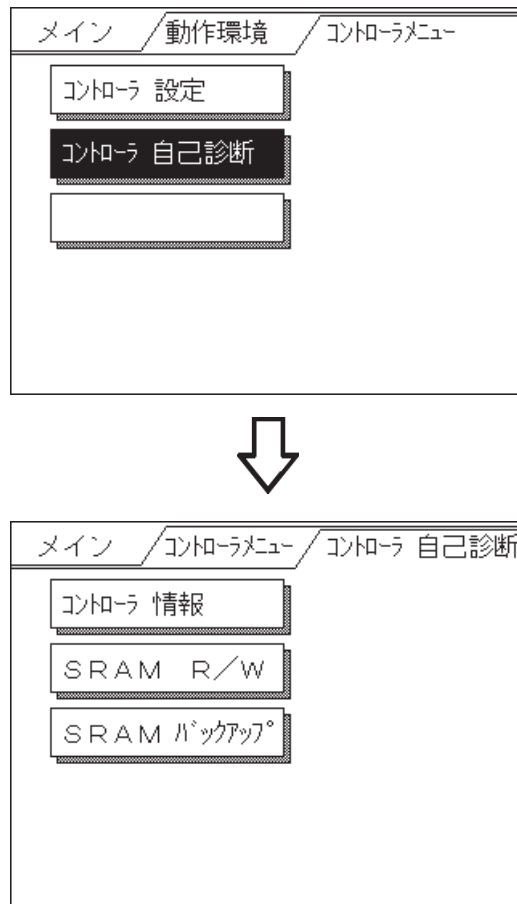 メイン 動作環境 コントローラメニュー
コントローラ 設定
コントローラ 自己診断
メイン コントローラメニュー コントローラ 自己診断
コントローラ 情報
SRAM R/W
SRAM バックアップ